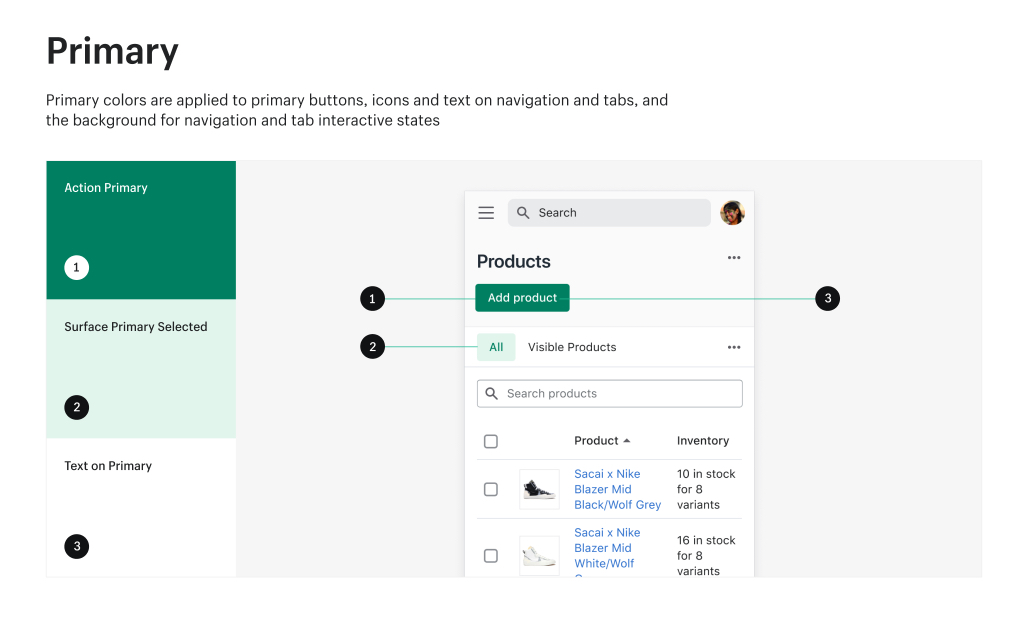 Primary
Primary colors are applied to primary buttons, icons and text on navigation and tabs, and
the background for navigation and tab interactive states
Action Primary
1
Surface Primary Selected
2
Text on Primary
3
Search
Products
1
Add product
3
2
All
Visible Products
Search products
Product
Inventory
Sacai x Nike
Blazer Mid
Black/Wolf Grey
10 in stock
for 8
variants
Sacai x Nike
Blazer Mid
White/Wolf
16 in stock
for 8
variants